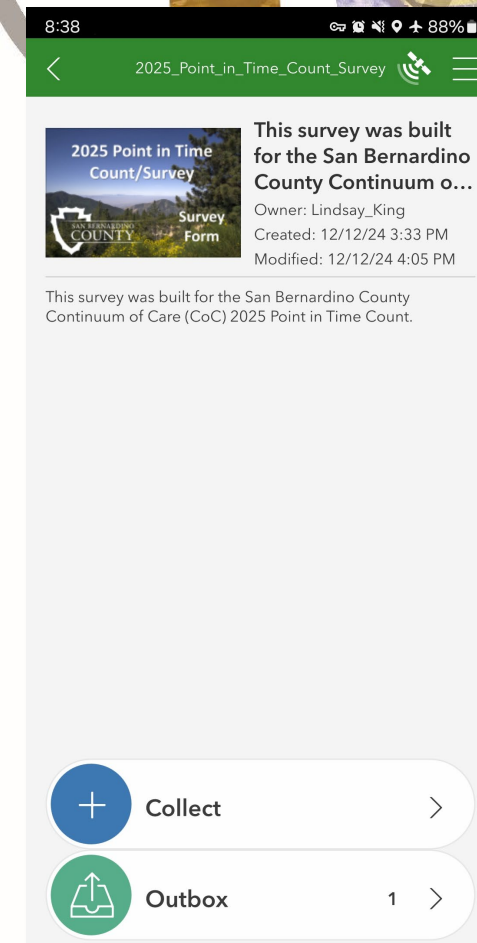 8:38
88%
2025_Point_in_Time_Count_Survey
2025 Point in Time
Count/Survey
SAN BERNARDINO
COUNTY
Survey
Form
This survey was built
for the San Bernardino
County Continuum o...
Owner: Lindsay_King
Created: 12/12/24 3:33 PM
Modified: 12/12/24 4:05 PM
This survey was built for the San Bernardino County
Continuum of Care (CoC) 2025 Point in Time Count.
Collect
Outbox 1